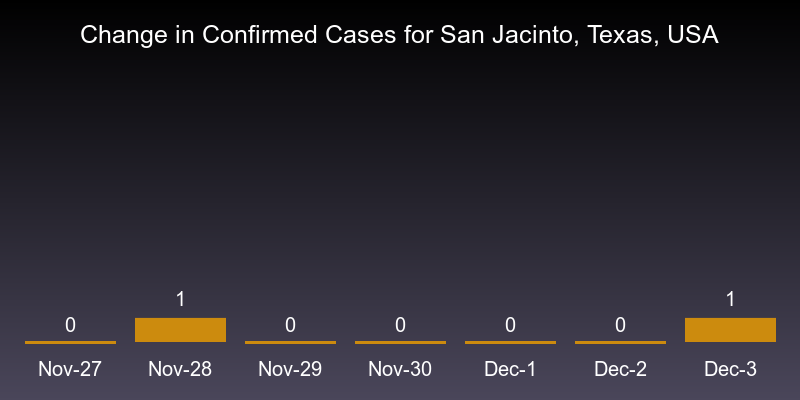 Change in Confirmed Cases for San Jacinto, Texas, USA
0 1 0 0 0 0 1
Nov-27 Nov-28 Nov-29 Nov-30 Dec-1 Dec-2 Dec-3